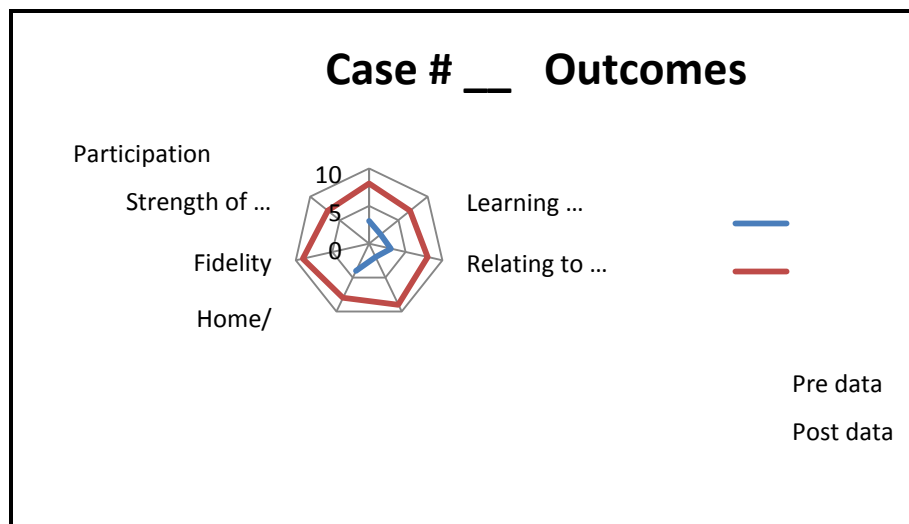 Case # __ Outcomes
Participation
10
Strength of …
Learning …
5
0
Fidelity
Relating to …
Home/
Pre data
Post data